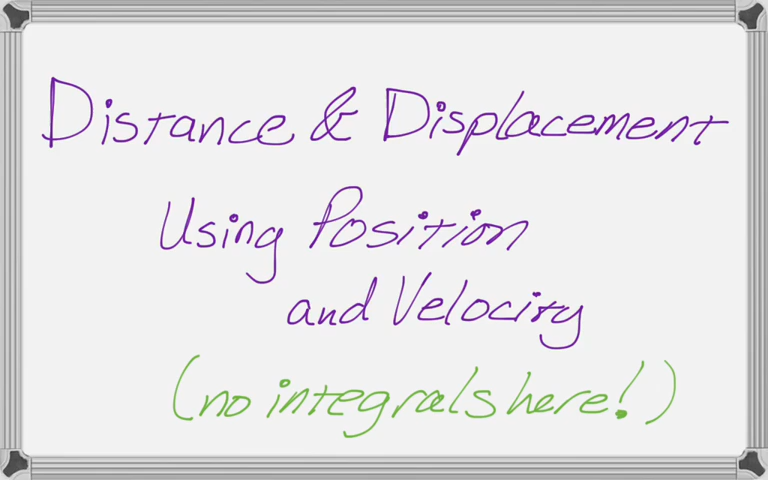 Distance & Displacement
Using Position
and Velocity
(no integrals here!)